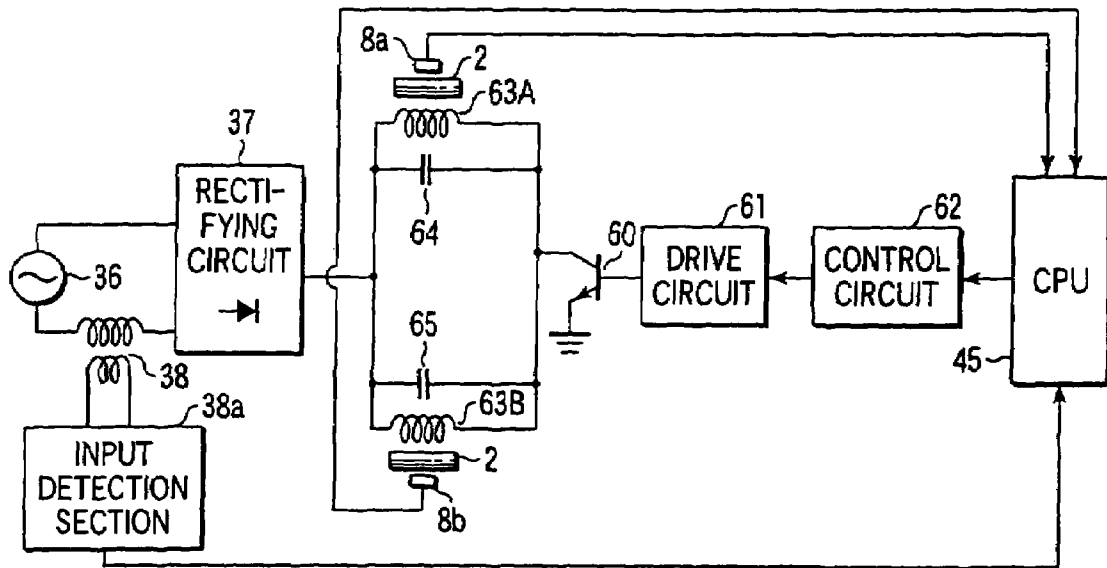 8a
2
63A
37
RECTI-
FYING
CIRCUIT
64
36
60
61
DRIVE
CIRCUIT
62
CONTROL
CIRCUIT
CPU
45
38
65
63B
38a
INPUT
DETECTION
SECTION
2
8b